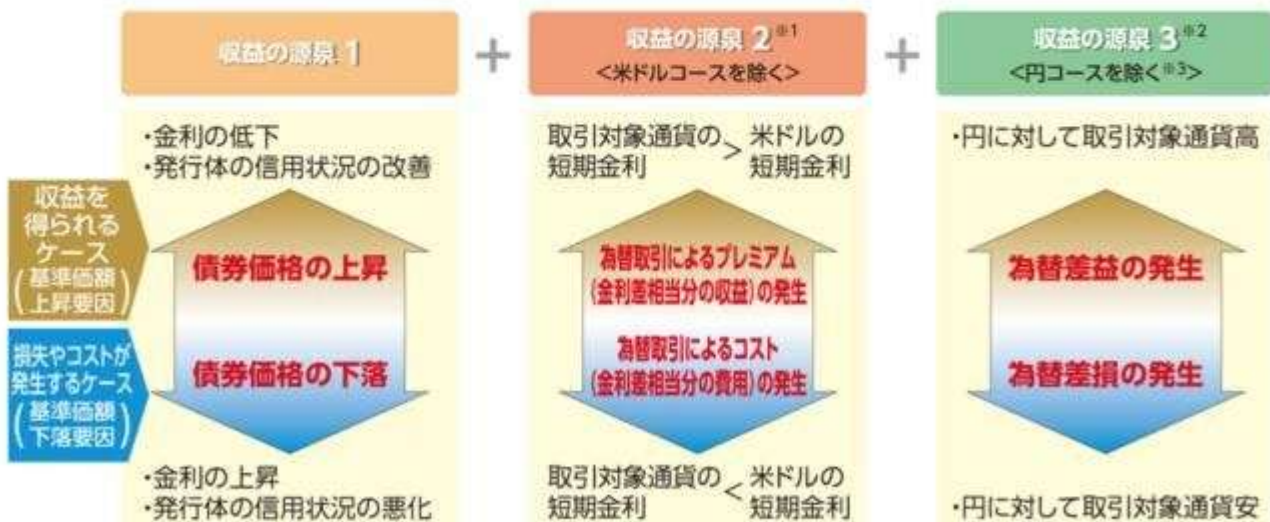 収益の源泉 1
+
収益の源泉 2※1
<米ドルコースを除く>
+
収益の源泉 3※2
<円コースを除く※3>
・金利の低下
・発行体の信用状況の改善
取引対象通貨の
短期金利
>
米ドルの
短期金利
・円に対して取引対象通貨高
収益を
得られる
ケース
(基準価額
上昇要因)
債券価格の上昇
為替取引によるプレミアム
(金利差相当分の収益)の発生
為替差益の発生
損失やコストが
発生するケース
(基準価額
下落要因)
債券価格の下落
為替取引によるコスト
(金利差相当分の費用)の発生
為替差損の発生
・金利の上昇
・発行体の信用状況の悪化
取引対象通貨の
短期金利
<
米ドルの
短期金利
・円に対して取引対象通貨安